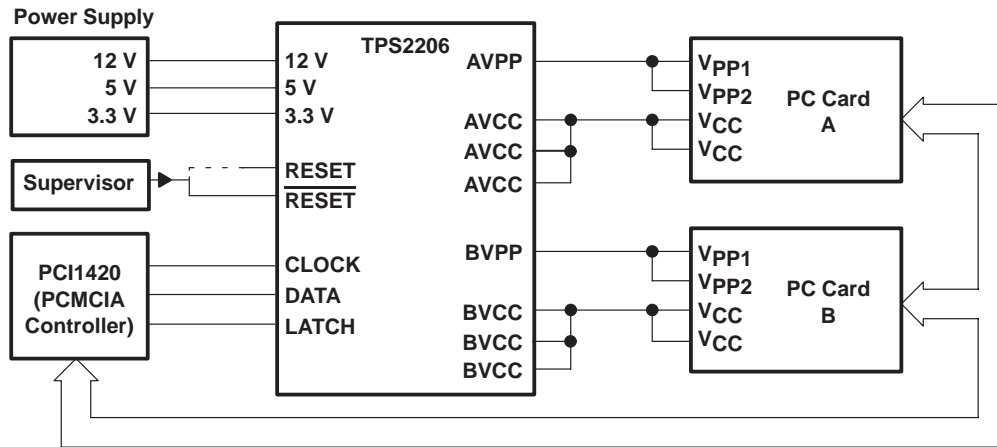 Power Supply
12 V
5 V
3.3 V
Supervisor
PCI1420
(PCMCIA
Controller)
TPS2206
12 V
5 V
3.3 V
RESET
RESET
CLOCK
DATA
LATCH
AVPP
AVCC
AVCC
AVCC
BVPP
BVCC
BVCC
BVCC
VPP1
VPP2
VCC
VCC
PC Card
A
VPP1
VPP2
VCC
VCC
PC Card
B